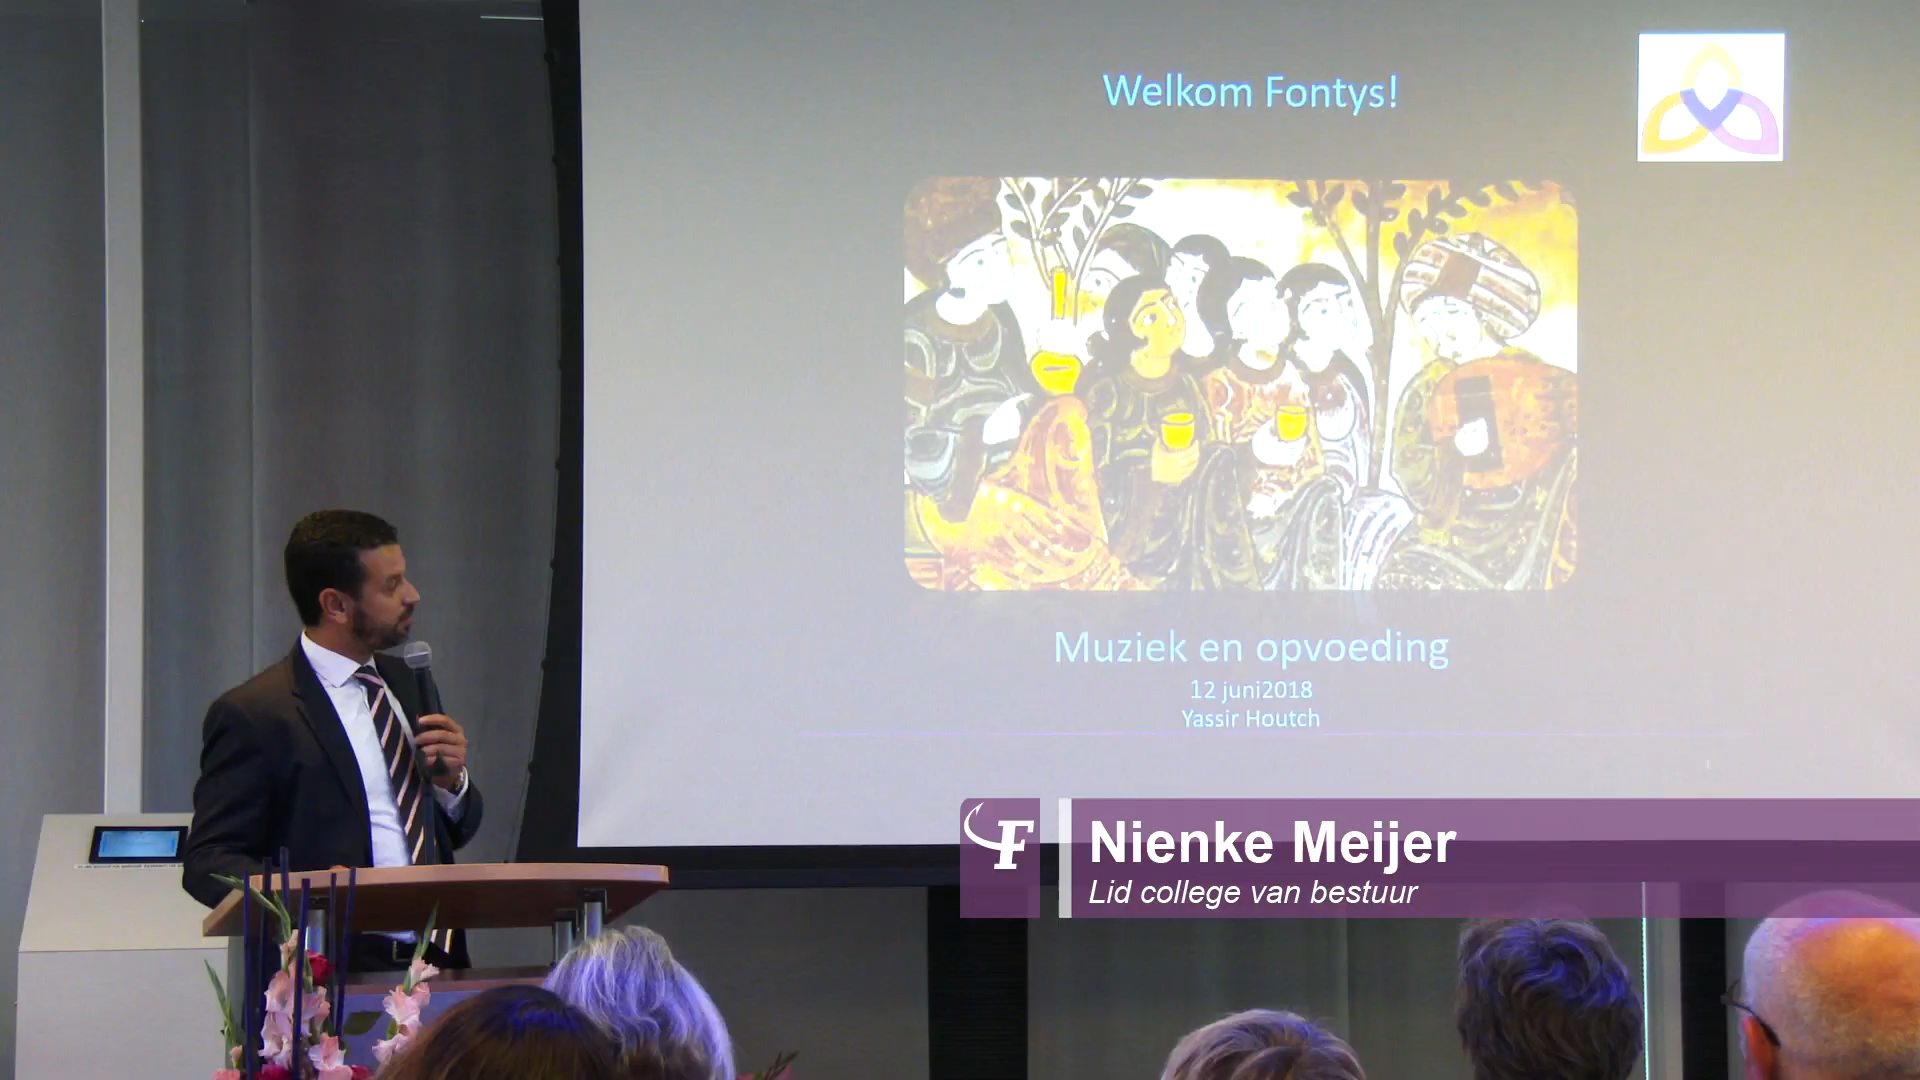 Welkom Fontys!
Muziek en opvoeding
12 juni2018
Yassir Houtch
F
Nienke Meijer
Lid college van bestuur